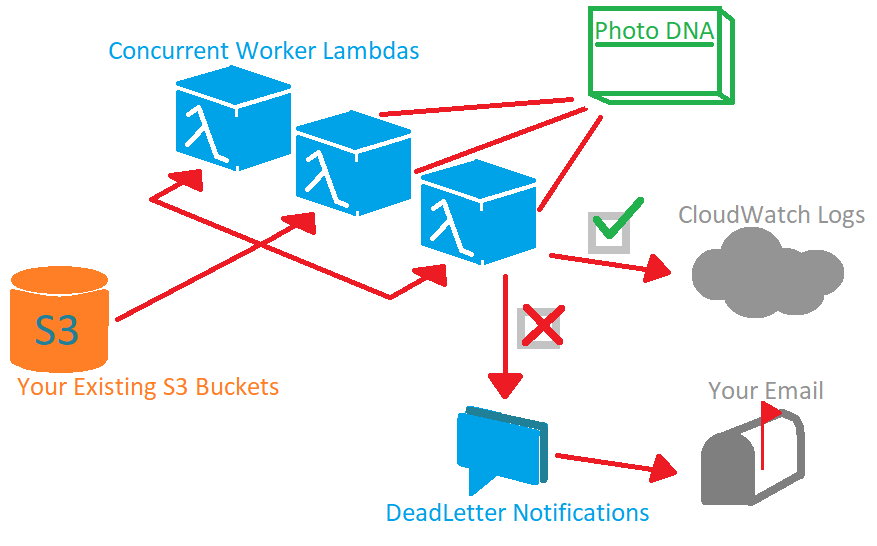 Photo DNA
Concurrent Worker Lambdas
CloudWatch Logs
S3
Your Existing S3 Buckets
Your Email
DeadLetter Notifications